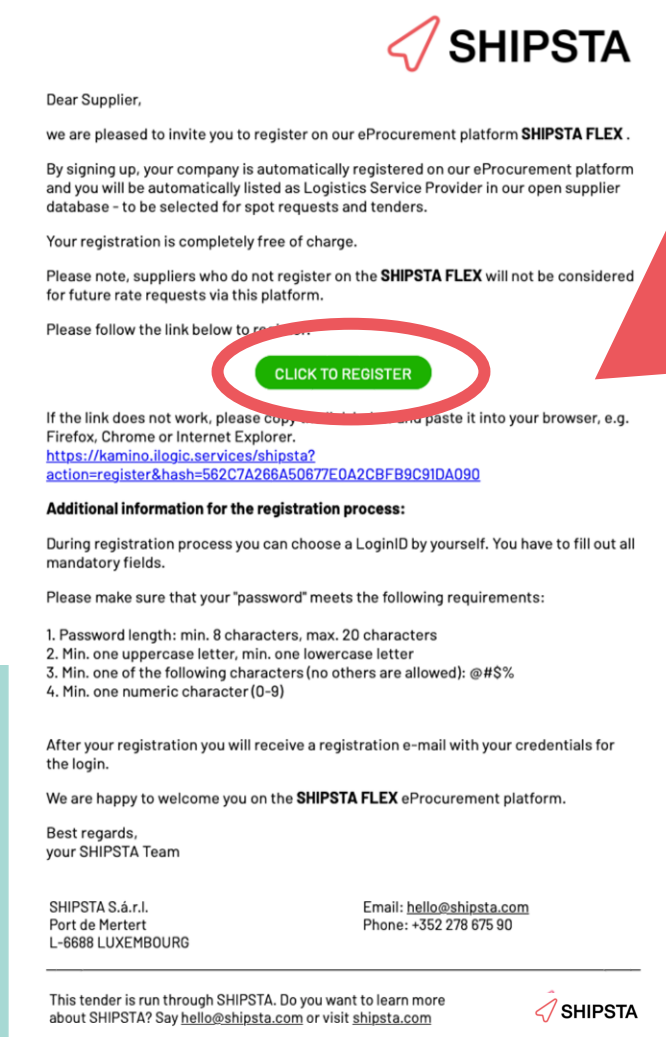 SHIPSTA
Dear Supplier,
we are pleased to invite you to register on our eProcurement platform SHIPSTA FLEX .
By signing up, your company is automatically registered on our eProcurement platform
and you will be automatically listed as Logistics Service Provider in our open supplier
database - to be selected for spot requests and tenders.
Your registration is completely free of charge.
Please note, suppliers who do not register on the SHIPSTA FLEX will not be considered
for future rate requests via this platform.
Please follow the link below to register.
CLICK TO REGISTER
If the link does not work, please copy and paste it into your browser, e.g.
Firefox, Chrome or Internet Explorer.
https://kamino.ilogic.services/shipsta?
action=register&hash=562C7A266A50677E0A2CBFB9C91DA090
Additional information for the registration process:
During registration process you can choose a LoginID by yourself. You have to fill out all
mandatory fields.
Please make sure that your "password" meets the following requirements:
1. Password length: min. 8 characters, max. 20 characters
2. Min. one uppercase letter, min. one lowercase letter
3. Min. one of the following characters (no others are allowed): @#$%
4. Min. one numeric character (0-9)
After your registration you will receive a registration e-mail with your credentials for
the login.
We are happy to welcome you on the SHIPSTA FLEX eProcurement platform.
Best regards,
your SHIPSTA Team
SHIPSTA S.á.r.l.
Port de Mertert
L-6688 LUXEMBOURG
Email: hello@shipsta.com
Phone: +352 278 675 90
This tender is run through SHIPSTA. Do you want to learn more
about SHIPSTA? Say hello@shipsta.com or visit shipsta.com
SHIPSTA